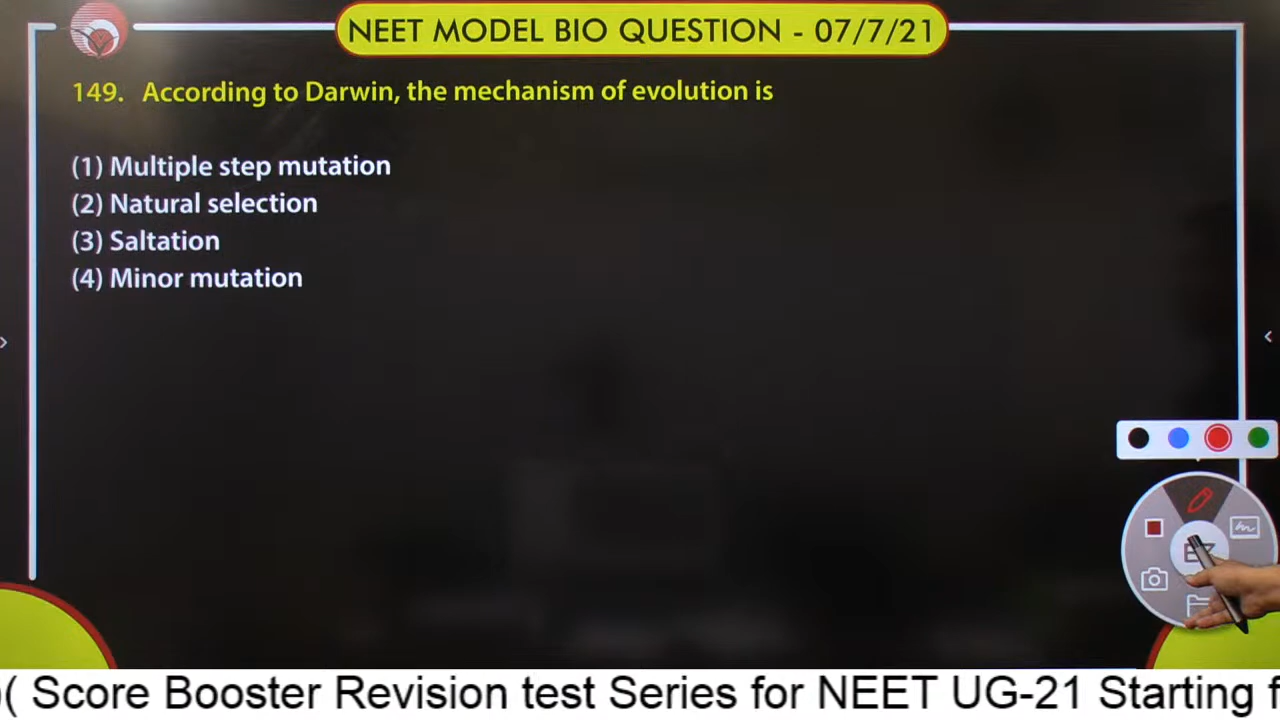 NEET MODEL BIO QUESTION - 07/7/21
149. According to Darwin, the mechanism of evolution is
(1) Multiple step mutation
(2) Natural selection
(3) Saltation
(4) Minor mutation
( Score Booster Revision test Series for NEET UG-21 Starting f